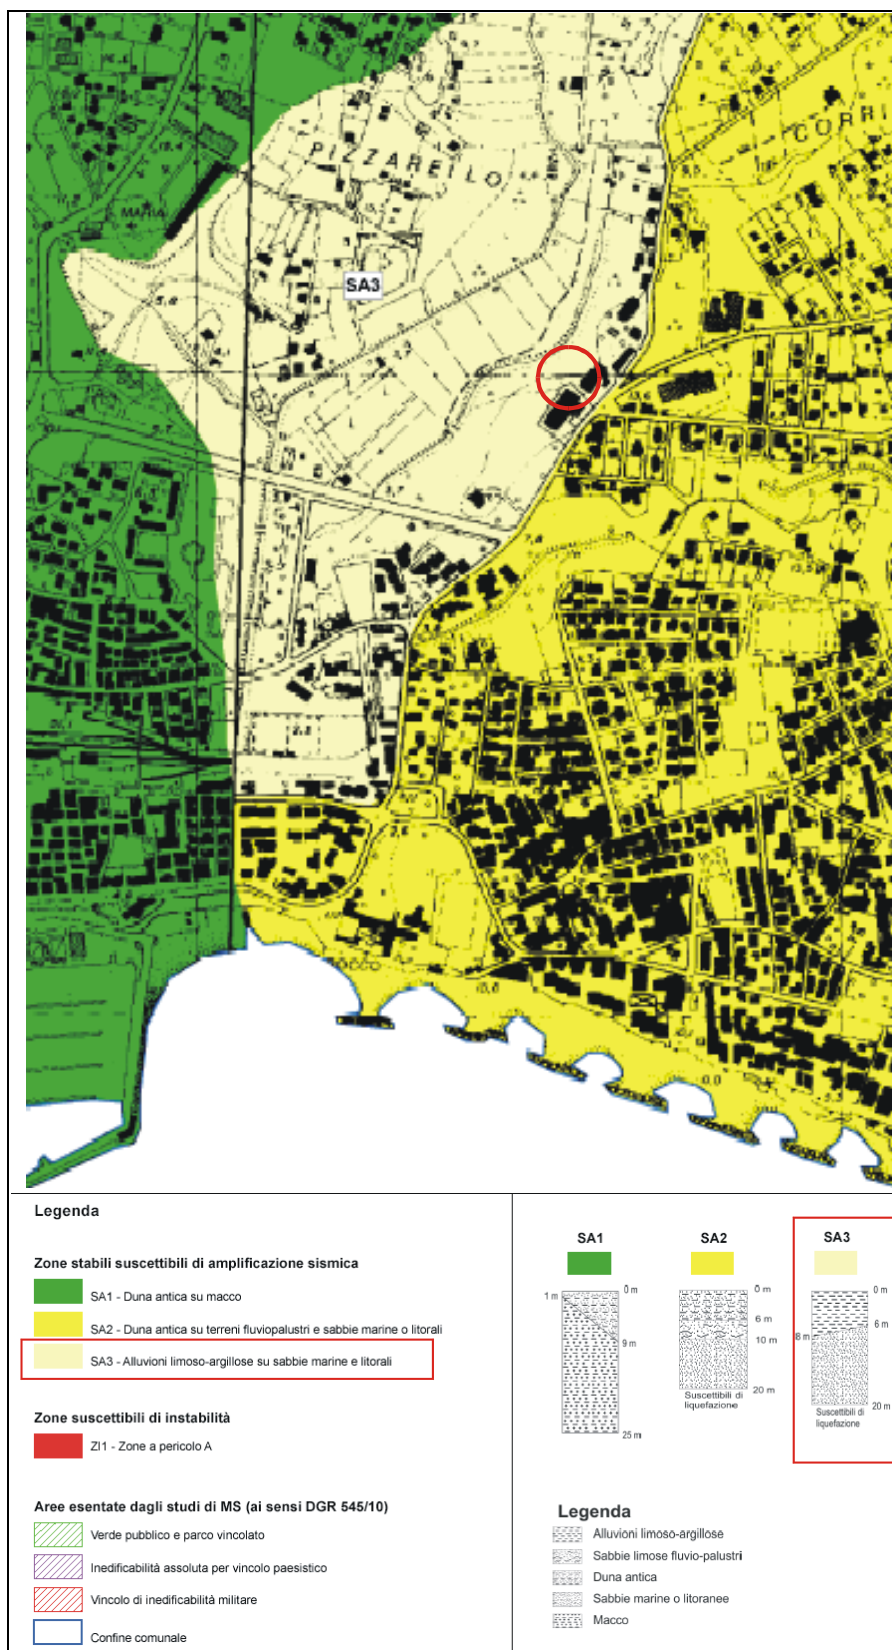 PIZZARELLO
CORRI
MARIA
SA3
5,6
Legenda
Zone stabili suscettibili di amplificazione sismica
SA1 - Duna antica su macco
SA2 - Duna antica su terreni fluviopalustri e sabbie marine o litorali
SA3 - Alluvioni limoso-argillose su sabbie marine e litorali
Zone suscettibili di instabilità
ZI1 - Zone a pericolo A
Aree esentate dagli studi di MS (ai sensi DGR 545/10)
Verde pubblico e parco vincolato
Inedificabilità assoluta per vincolo paesistico
Vincolo di inedificabilità militare
Confine comunale
SA1
1 m
0 m
9 m
25 m
SA2
0 m
6 m
10 m
20 m
Suscettibili di
liquefazione
SA3
0 m
6 m
8 m
20 m
Suscettibili di
liquefazione
Legenda
Alluvioni limoso-argillose
Sabbie limose fluvio-palustri
Duna antica
Sabbie marine o litoranee
Macco